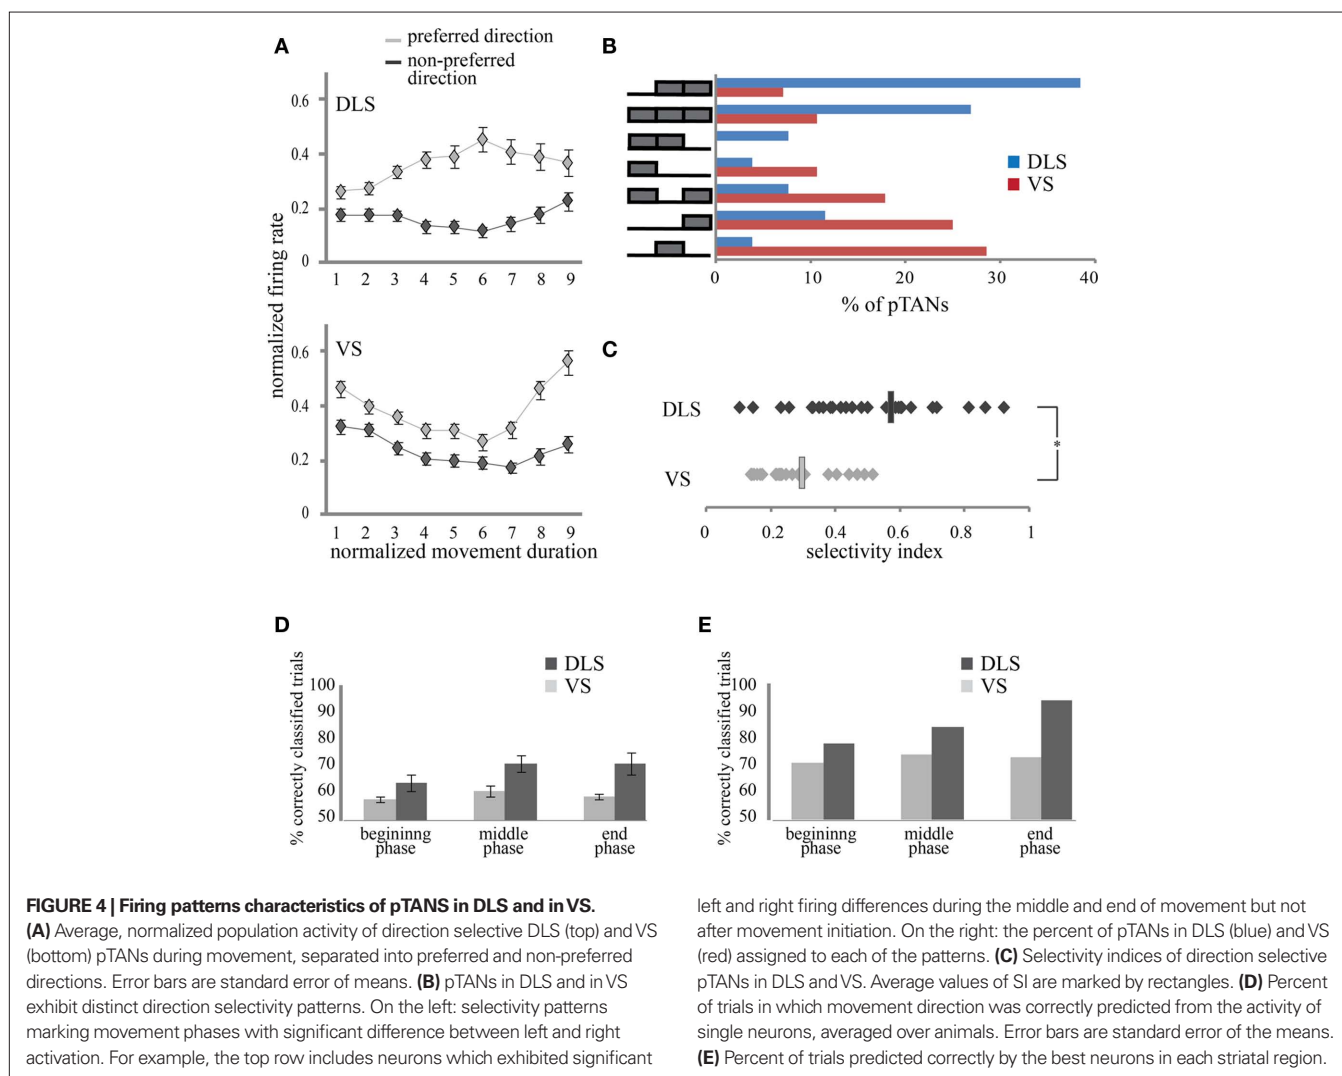 A
preferred direction
non-preferred
direction
DLS
0.6
0.4
0.2
0
1 2 3 4 5 6 7 8 9
VS
0.6
0.4
0.2
0
1 2 3 4 5 6 7 8 9
normalized movement duration
normalized firing rate
B
DLS
VS
0 10 20 30 40
% of pTANs
C
DLS
VS
*
0 0.2 0.4 0.6 0.8 1
selectivity index
D
DLS
VS
% correctly classified trials
100
90
80
70
60
50
begininng
phase
middle
phase
end
phase
E
DLS
VS
% correctly classified trials
100
90
80
70
60
50
begininng
phase
middle
phase
end
phase
FIGURE 4 | Firing patterns characteristics of pTANS in DLS and in VS.
(A) Average, normalized population activity of direction selective DLS (top) and VS
(bottom) pTANs during movement, separated into preferred and non-preferred
directions. Error bars are standard error of means. (B) pTANs in DLS and in VS
exhibit distinct direction selectivity patterns. On the left: selectivity patterns
marking movement phases with significant difference between left and right
activation. For example, the top row includes neurons which exhibited significant
left and right firing differences during the middle and end of movement but not
after movement initiation. On the right: the percent of pTANs in DLS (blue) and VS
(red) assigned to each of the patterns. (C) Selectivity indices of direction selective
pTANs in DLS and VS. Average values of SI are marked by rectangles. (D) Percent
of trials in which movement direction was correctly predicted from the activity of
single neurons, averaged over animals. Error bars are standard error of the means.
(E) Percent of trials predicted correctly by the best neurons in each striatal region.